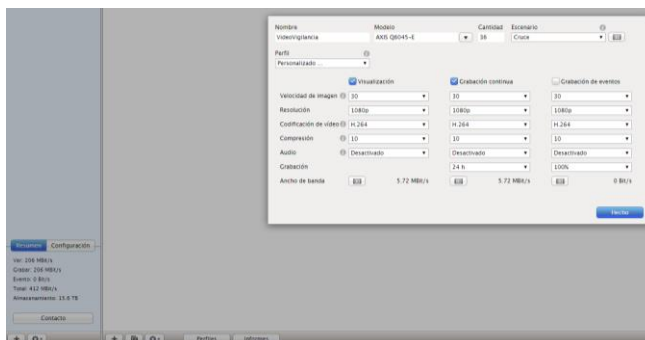 Nombre Modelo Cantidad Escenario
VideoVigilancia AXIS Q6045-E 36 Cruce
Perfil
Personalizado ...
Visualización Grabación continua Grabación de eventos
Velocidad de imagen 30 30 30
Resolución 1080p 1080p 1080p
Codificación de vídeo H.264 H.264 H.264
Compresión 10 10 10
Audio Desactivado Desactivado Desactivado
Grabación 24 h 100%
Ancho de banda 5.72 MBit/s 5.72 MBit/s 0 Bit/s
Hecho
Resumen Configuración
Ver: 206 MBit/s
Grabar: 206 MBit/s
Evento: 0 Bit/s
Total: 412 MBit/s
Almacenamiento: 15.6 TB
Contacto
Perfiles Informes